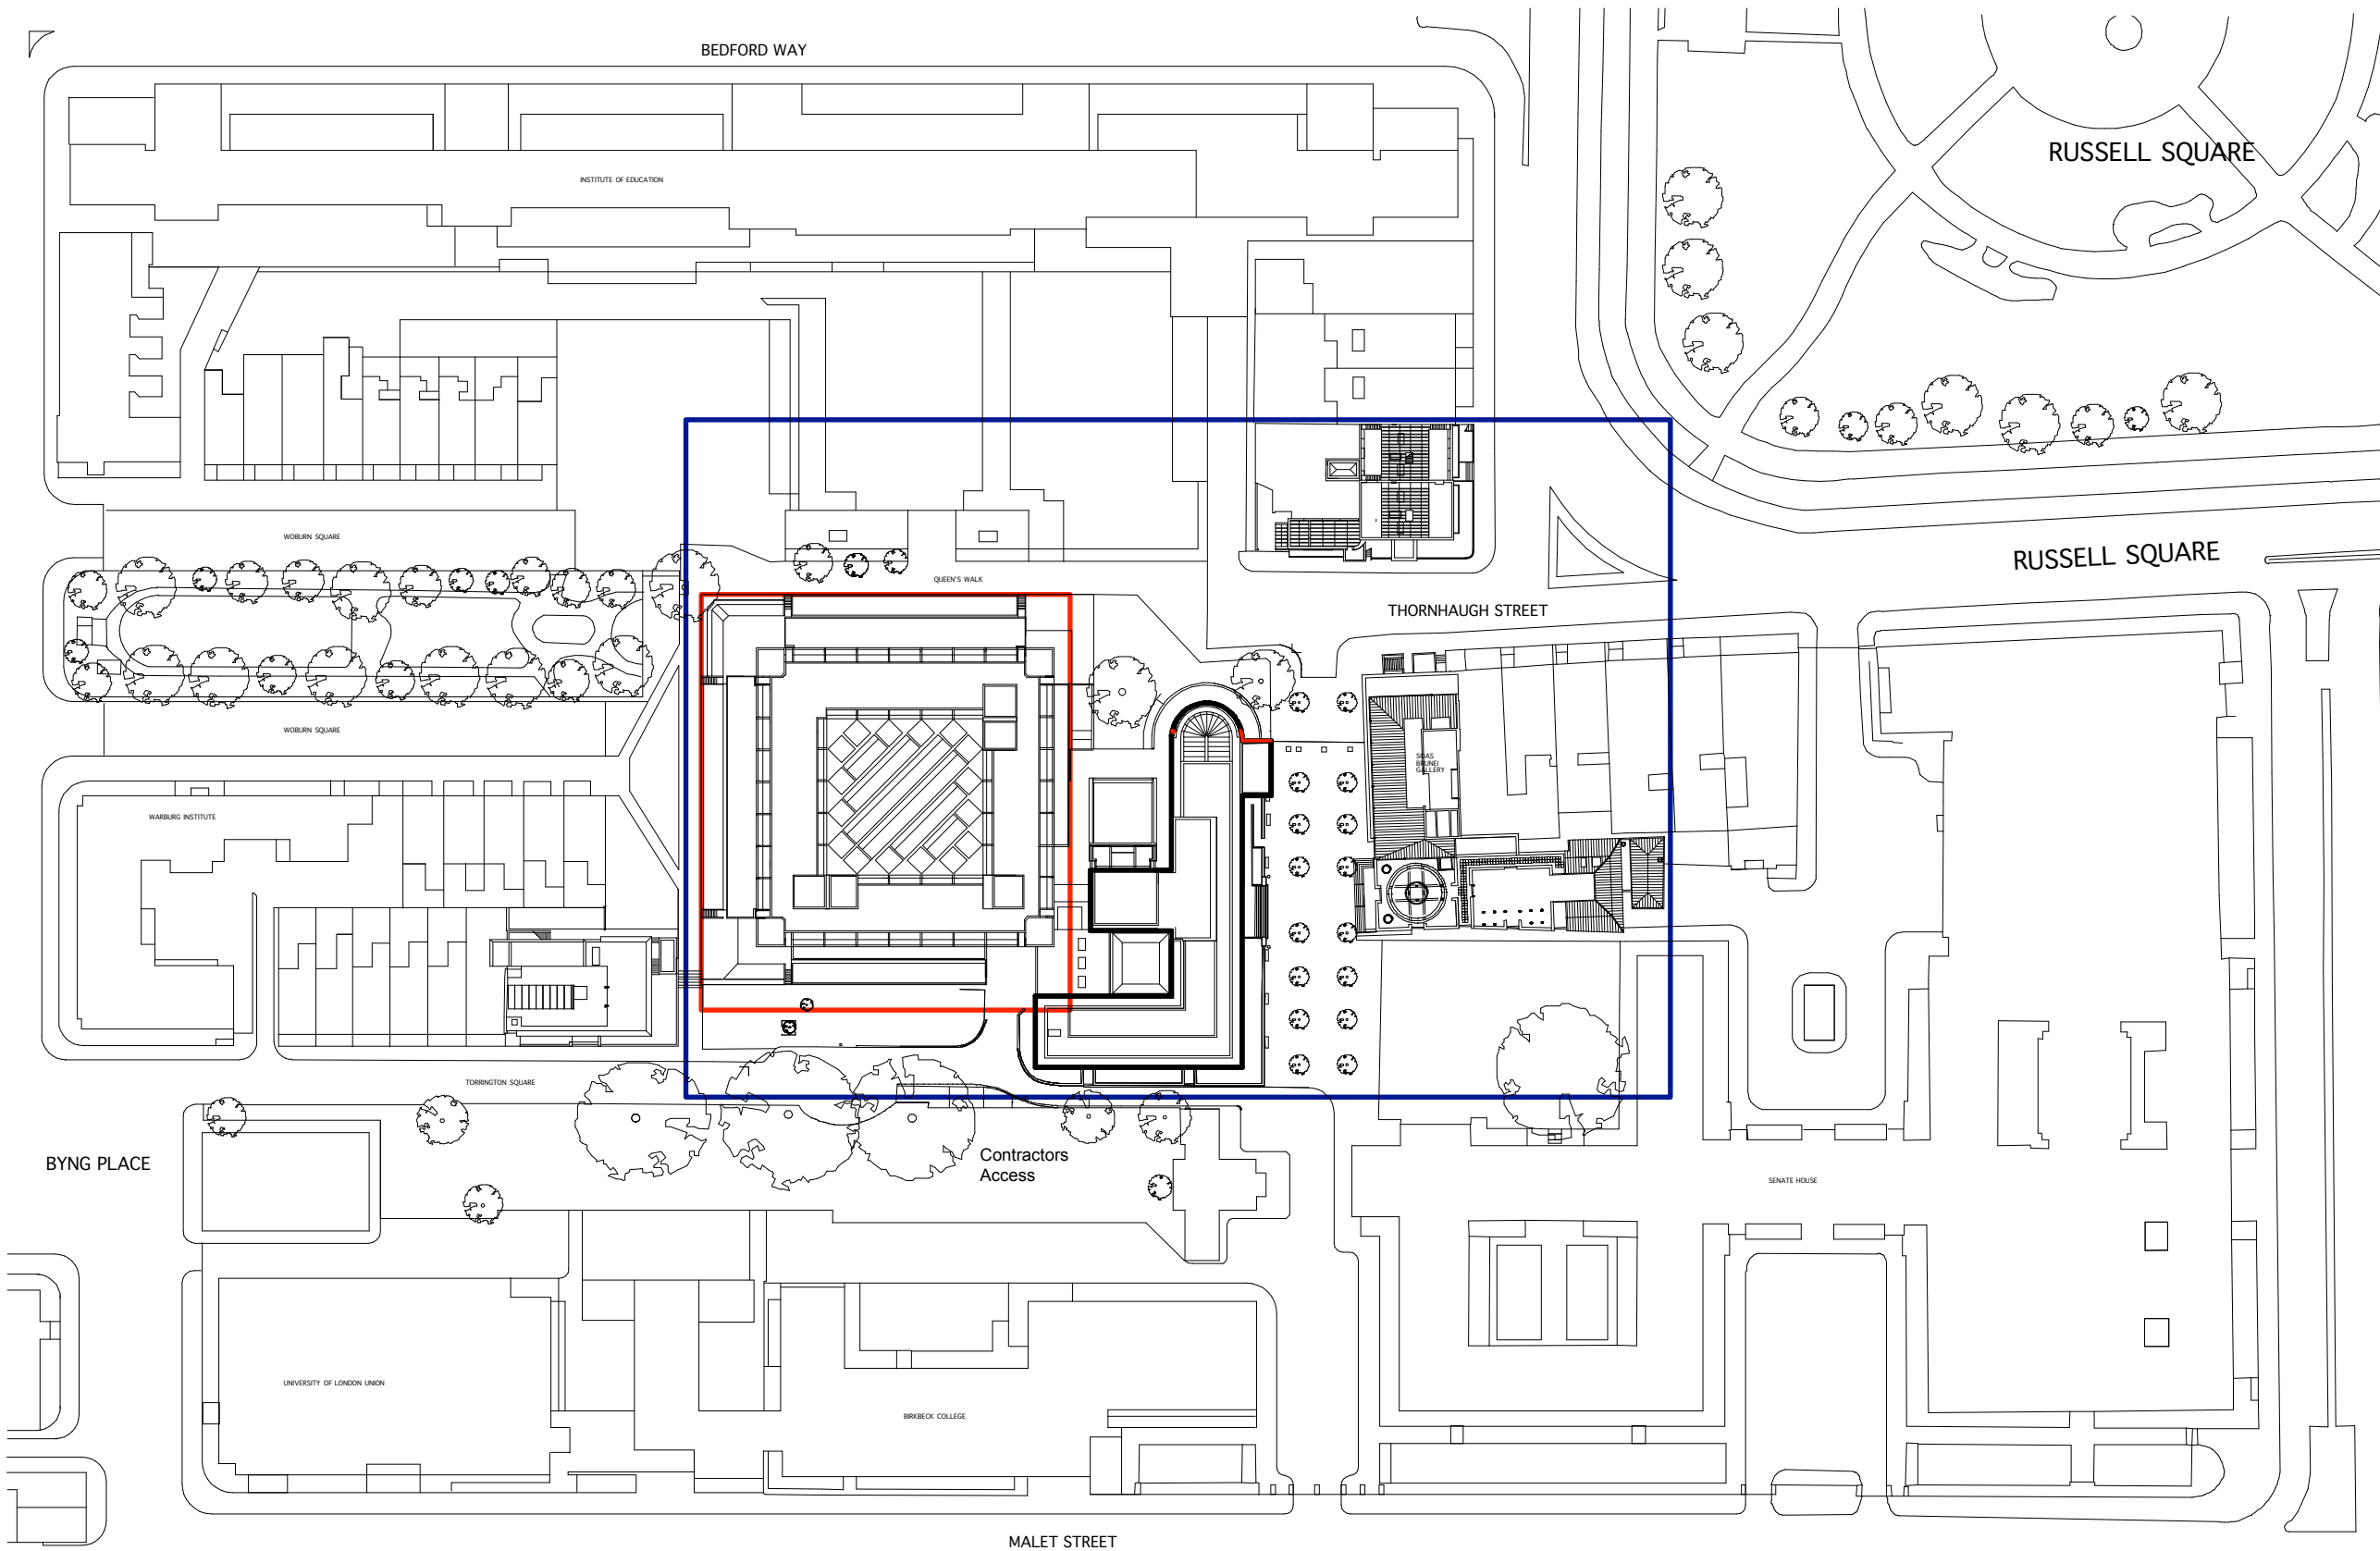 BEDFORD WAY
RUSSELL SQUARE
INSTITUTE OF EDUCATION
WOBURN SQUARE
RUSSELL SQUARE
QUEEN'S WALK
THORNHAUGH STREET
WOBURN SQUARE
SOAS
BRUNEI
GALLERY
WARBURG INSTITUTE
TORRINGTON SQUARE
BYNG PLACE
Contractors
Access
SENATE HOUSE
UNIVERSITY OF LONDON UNION
BIRKBECK COLLEGE
MALET STREET